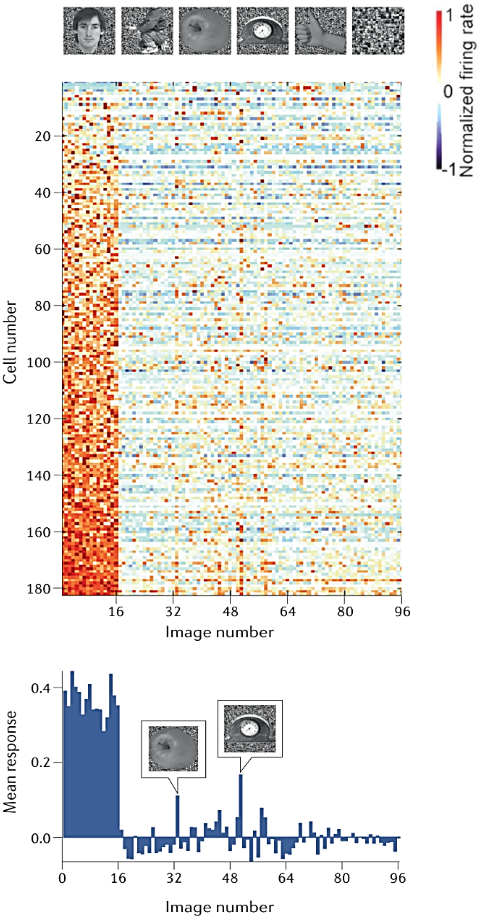 1
0
-1
Normalized firing rate
20
40
60
80
100
120
140
160
180
Cell number
16 32 48 64 80 96
Image number
0.4
0.2
0.0
Mean response
0 16 32 48 64 80 96
Image number